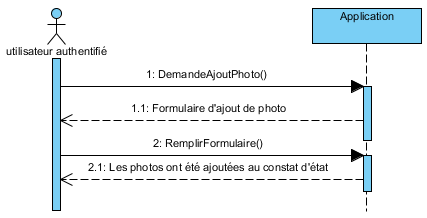 Application
utilisateur authentifié
1: DemandeAjoutPhoto()
1.1: Formulaire d'ajout de photo
2: RemplirFormulaire()
2.1: Les photos ont été ajoutées au constat d'état